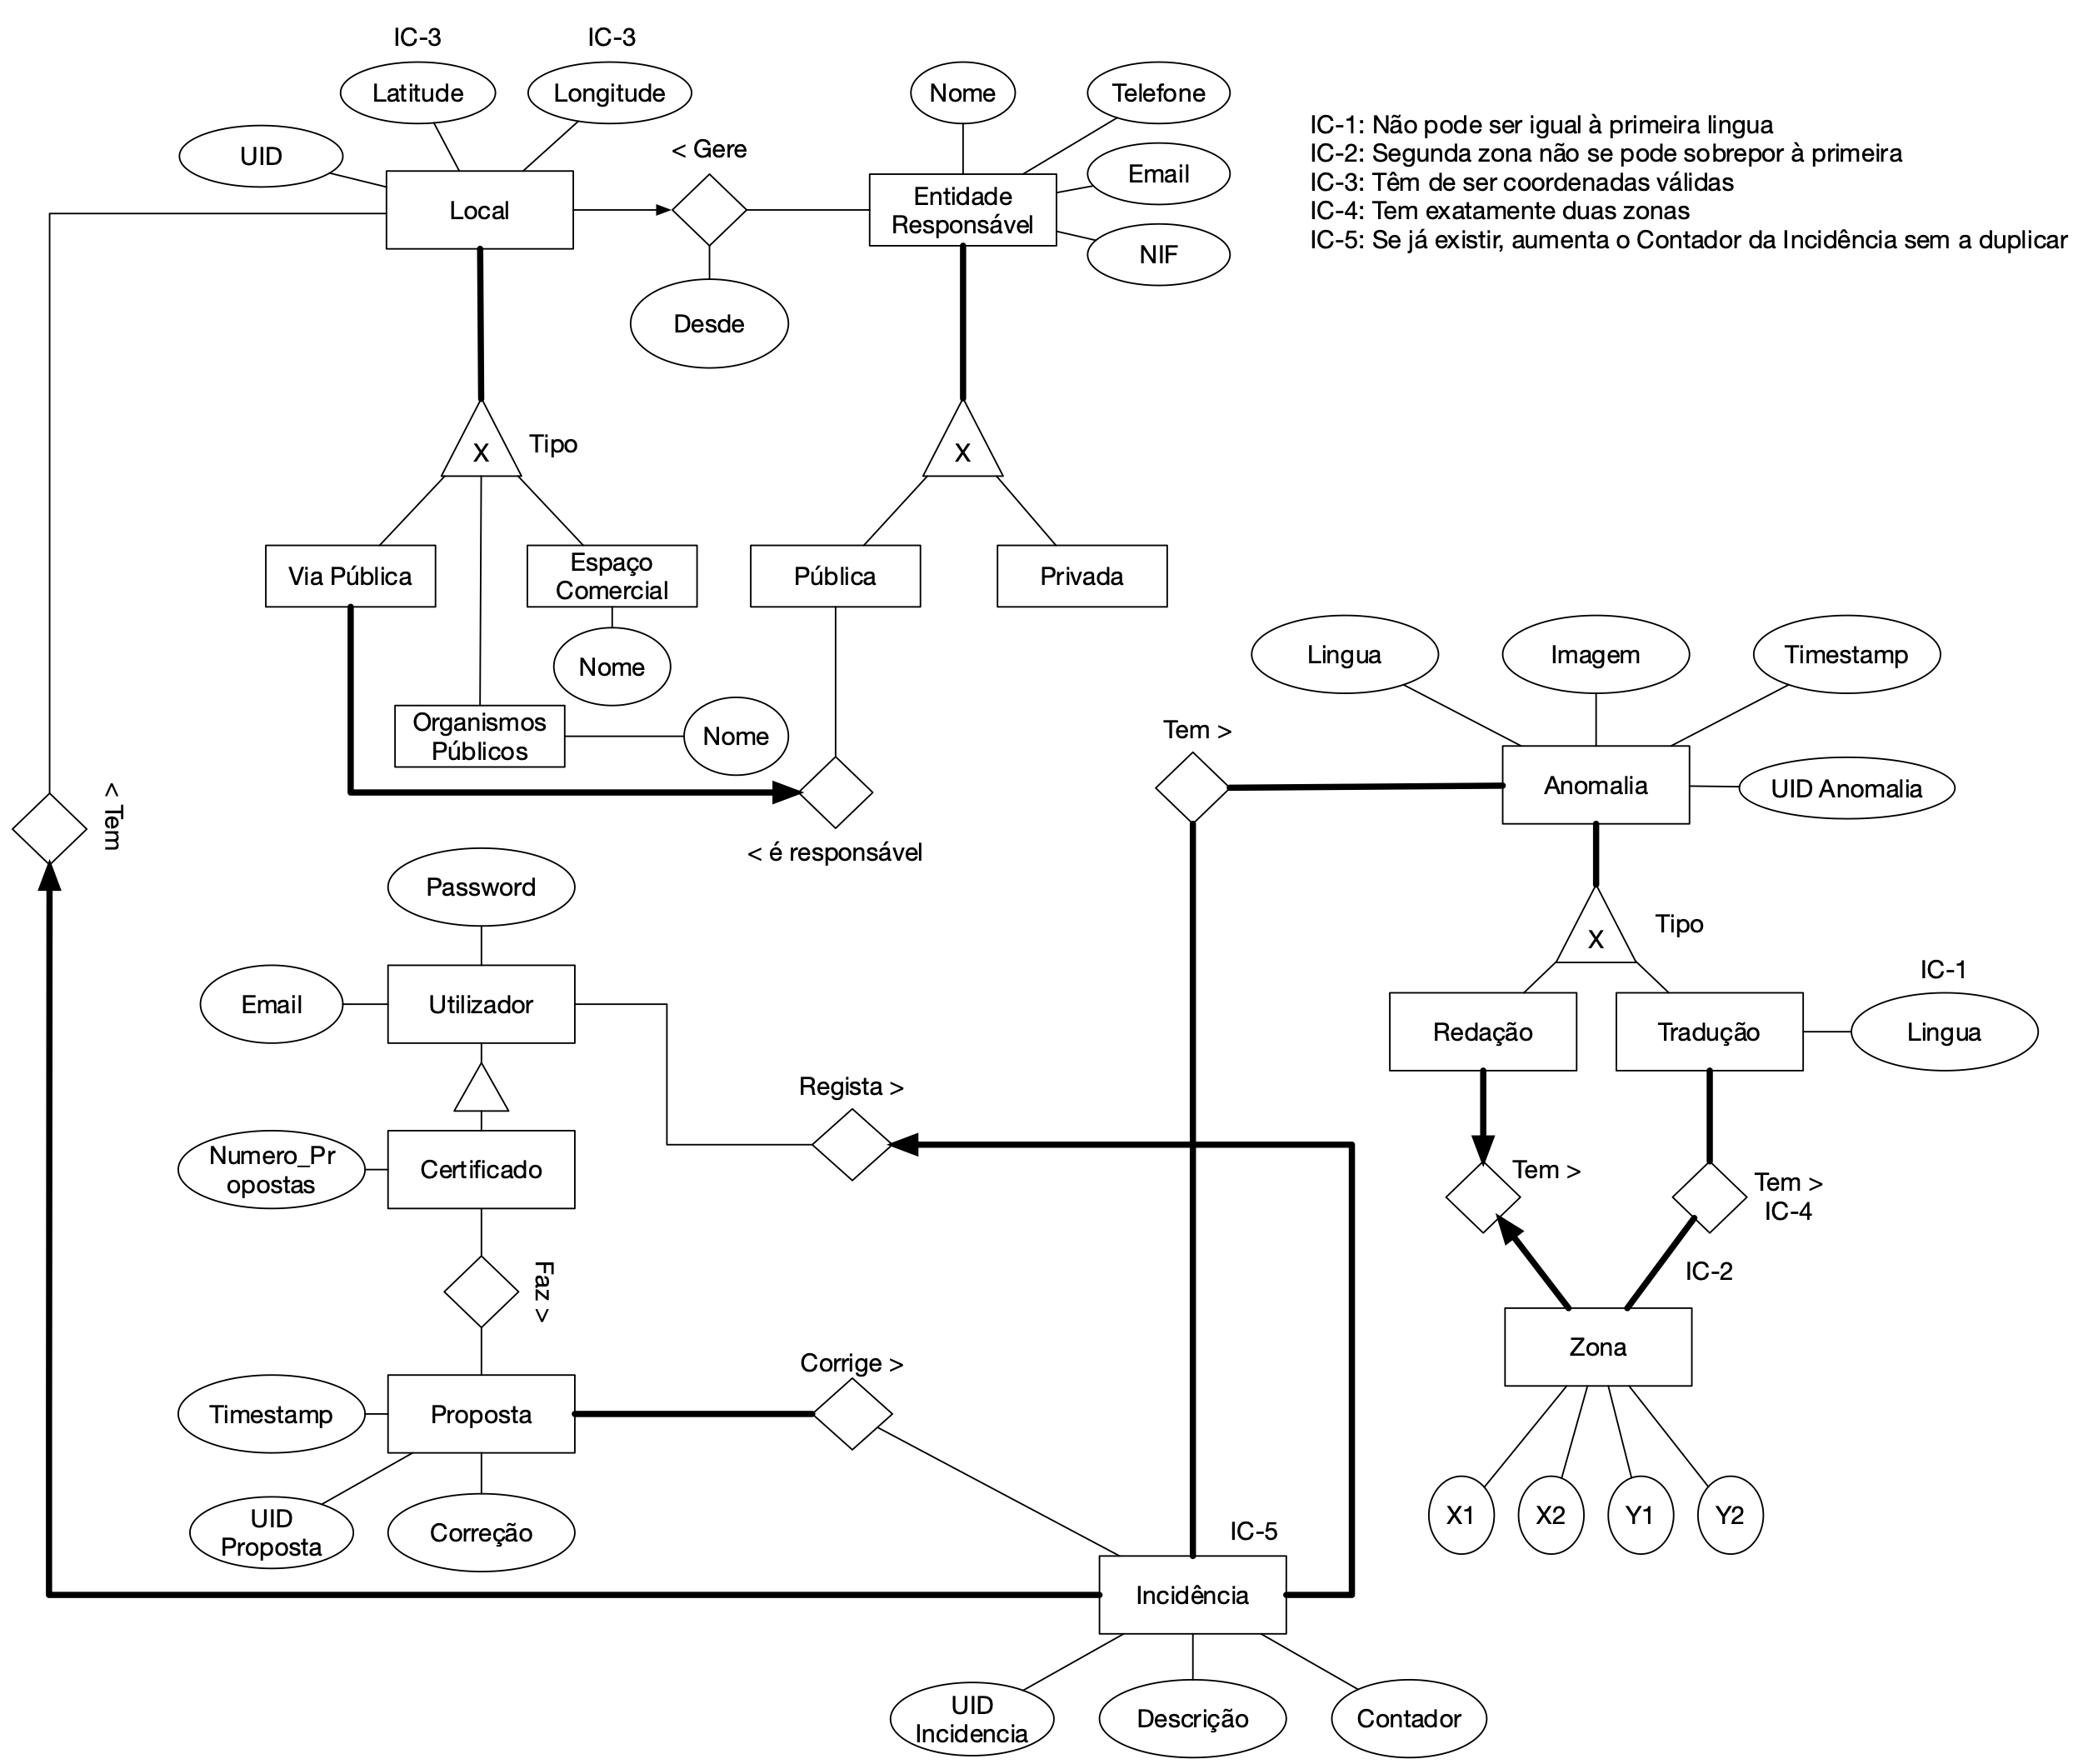 IC-3
IC-3
Latitude
Longitude
Nome
Telefone
UID
< Gere
Email
Local
Entidade
Responsável
NIF
Desde
IC-1: Não pode ser igual à primeira lingua
IC-2: Segunda zona não se pode sobrepor à primeira
IC-3: Têm de ser coordenadas válidas
IC-4: Tem exatamente duas zonas
IC-5: Se já existir, aumenta o Contador da Incidência sem a duplicar
X
Tipo
X
Via Pública
Espaço
Comercial
Pública
Privada
Nome
Organismos
Públicos
Nome
< é responsável
< Tem
Lingua
Imagem
Timestamp
Tem >
Anomalia
UID Anomalia
X
Tipo
IC-1
Redação
Tradução
Lingua
Tem >
Tem >
IC-4
IC-2
Zona
X1
X2
Y1
Y2
Password
Email
Utilizador
Regista >
Numero_Pr
opostas
Certificado
Faz >
Corrige >
Timestamp
Proposta
UID
Proposta
Correção
IC-5
Incidência
UID
Incidencia
Descrição
Contador